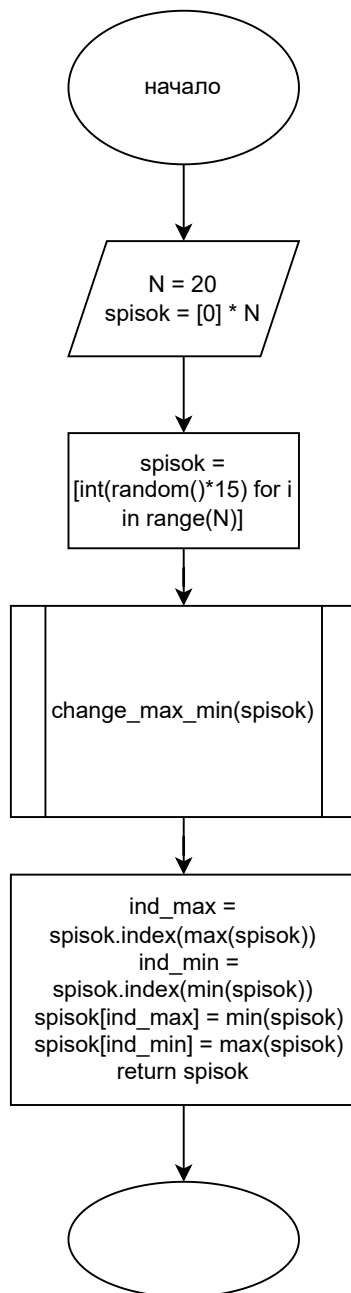 начало
N = 20
spisok = [0] * N
spisok =
[int(random()*15) for i
in range(N)]
change_max_min(spisok)
ind_max =
spisok.index(max(spisok))
ind_min =
spisok.index(min(spisok))
spisok[ind_max] = min(spisok)
spisok[ind_min] = max(spisok)
return spisok